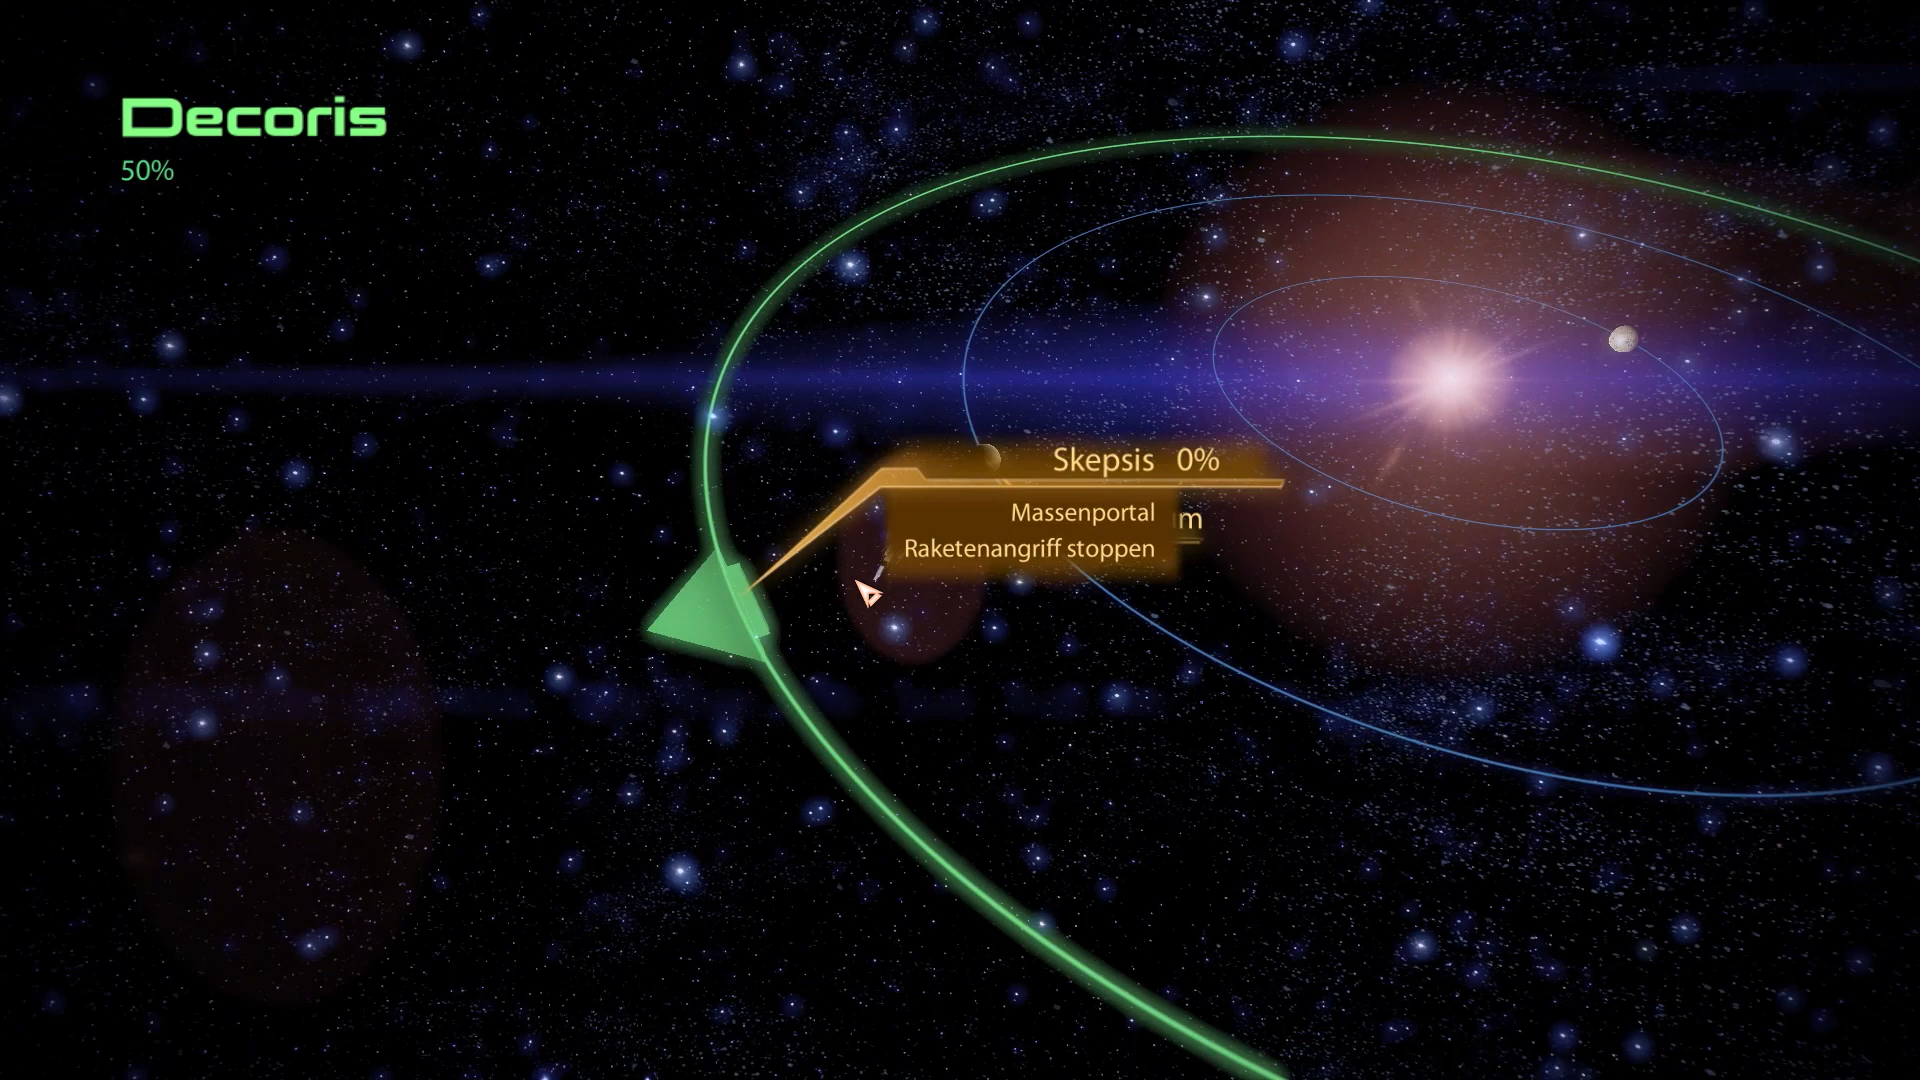 Decoris
50%
Skepsis 0%
Massenportal
Raketenangriff stoppen